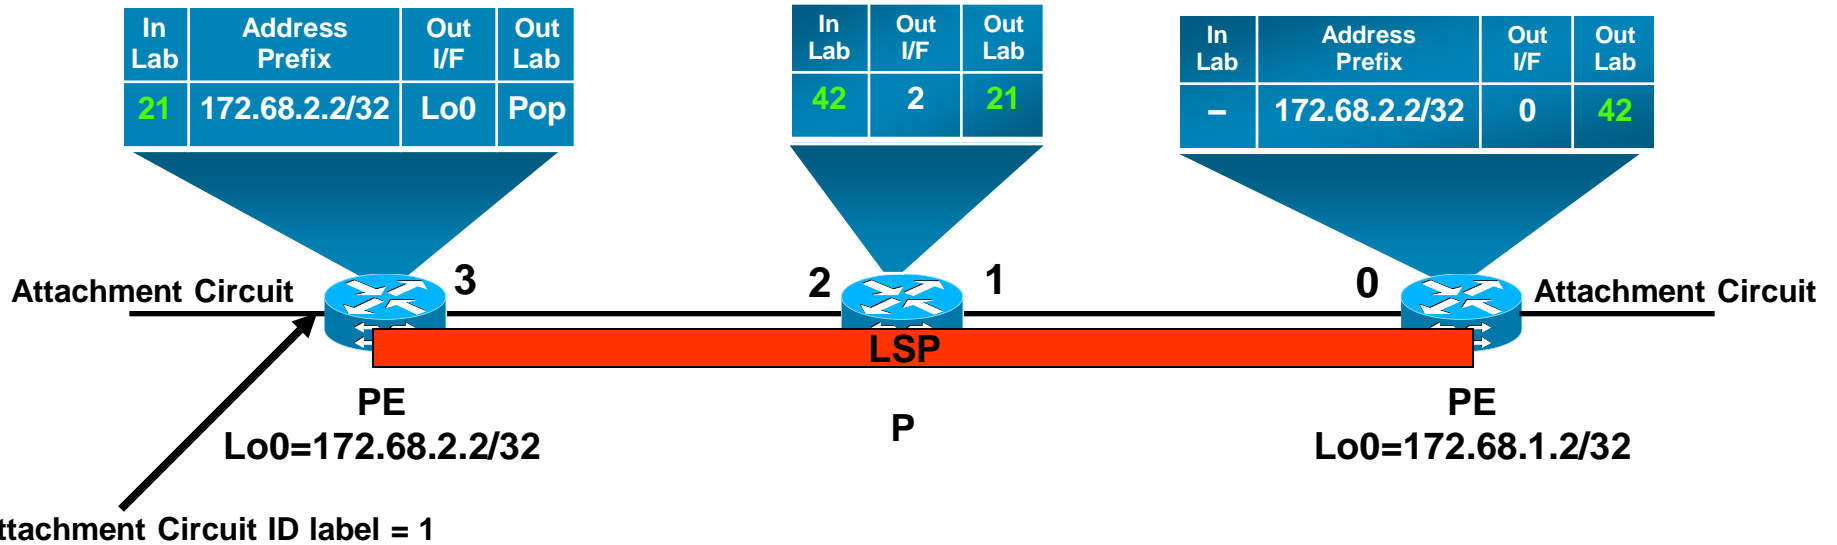 In Lab Address Prefix Out I/F Out Lab
21 172.68.2.2/32 Lo0 Pop
In Lab Out I/F Out Lab
42 2 21
In Lab Address Prefix Out I/F Out Lab
– 172.68.2.2/32 0 42
Attachment Circuit 3 2 1 0 Attachment Circuit
LSP
PE
Lo0=172.68.2.2/32
P
PE
Lo0=172.68.1.2/32
ttachment Circuit ID label = 1